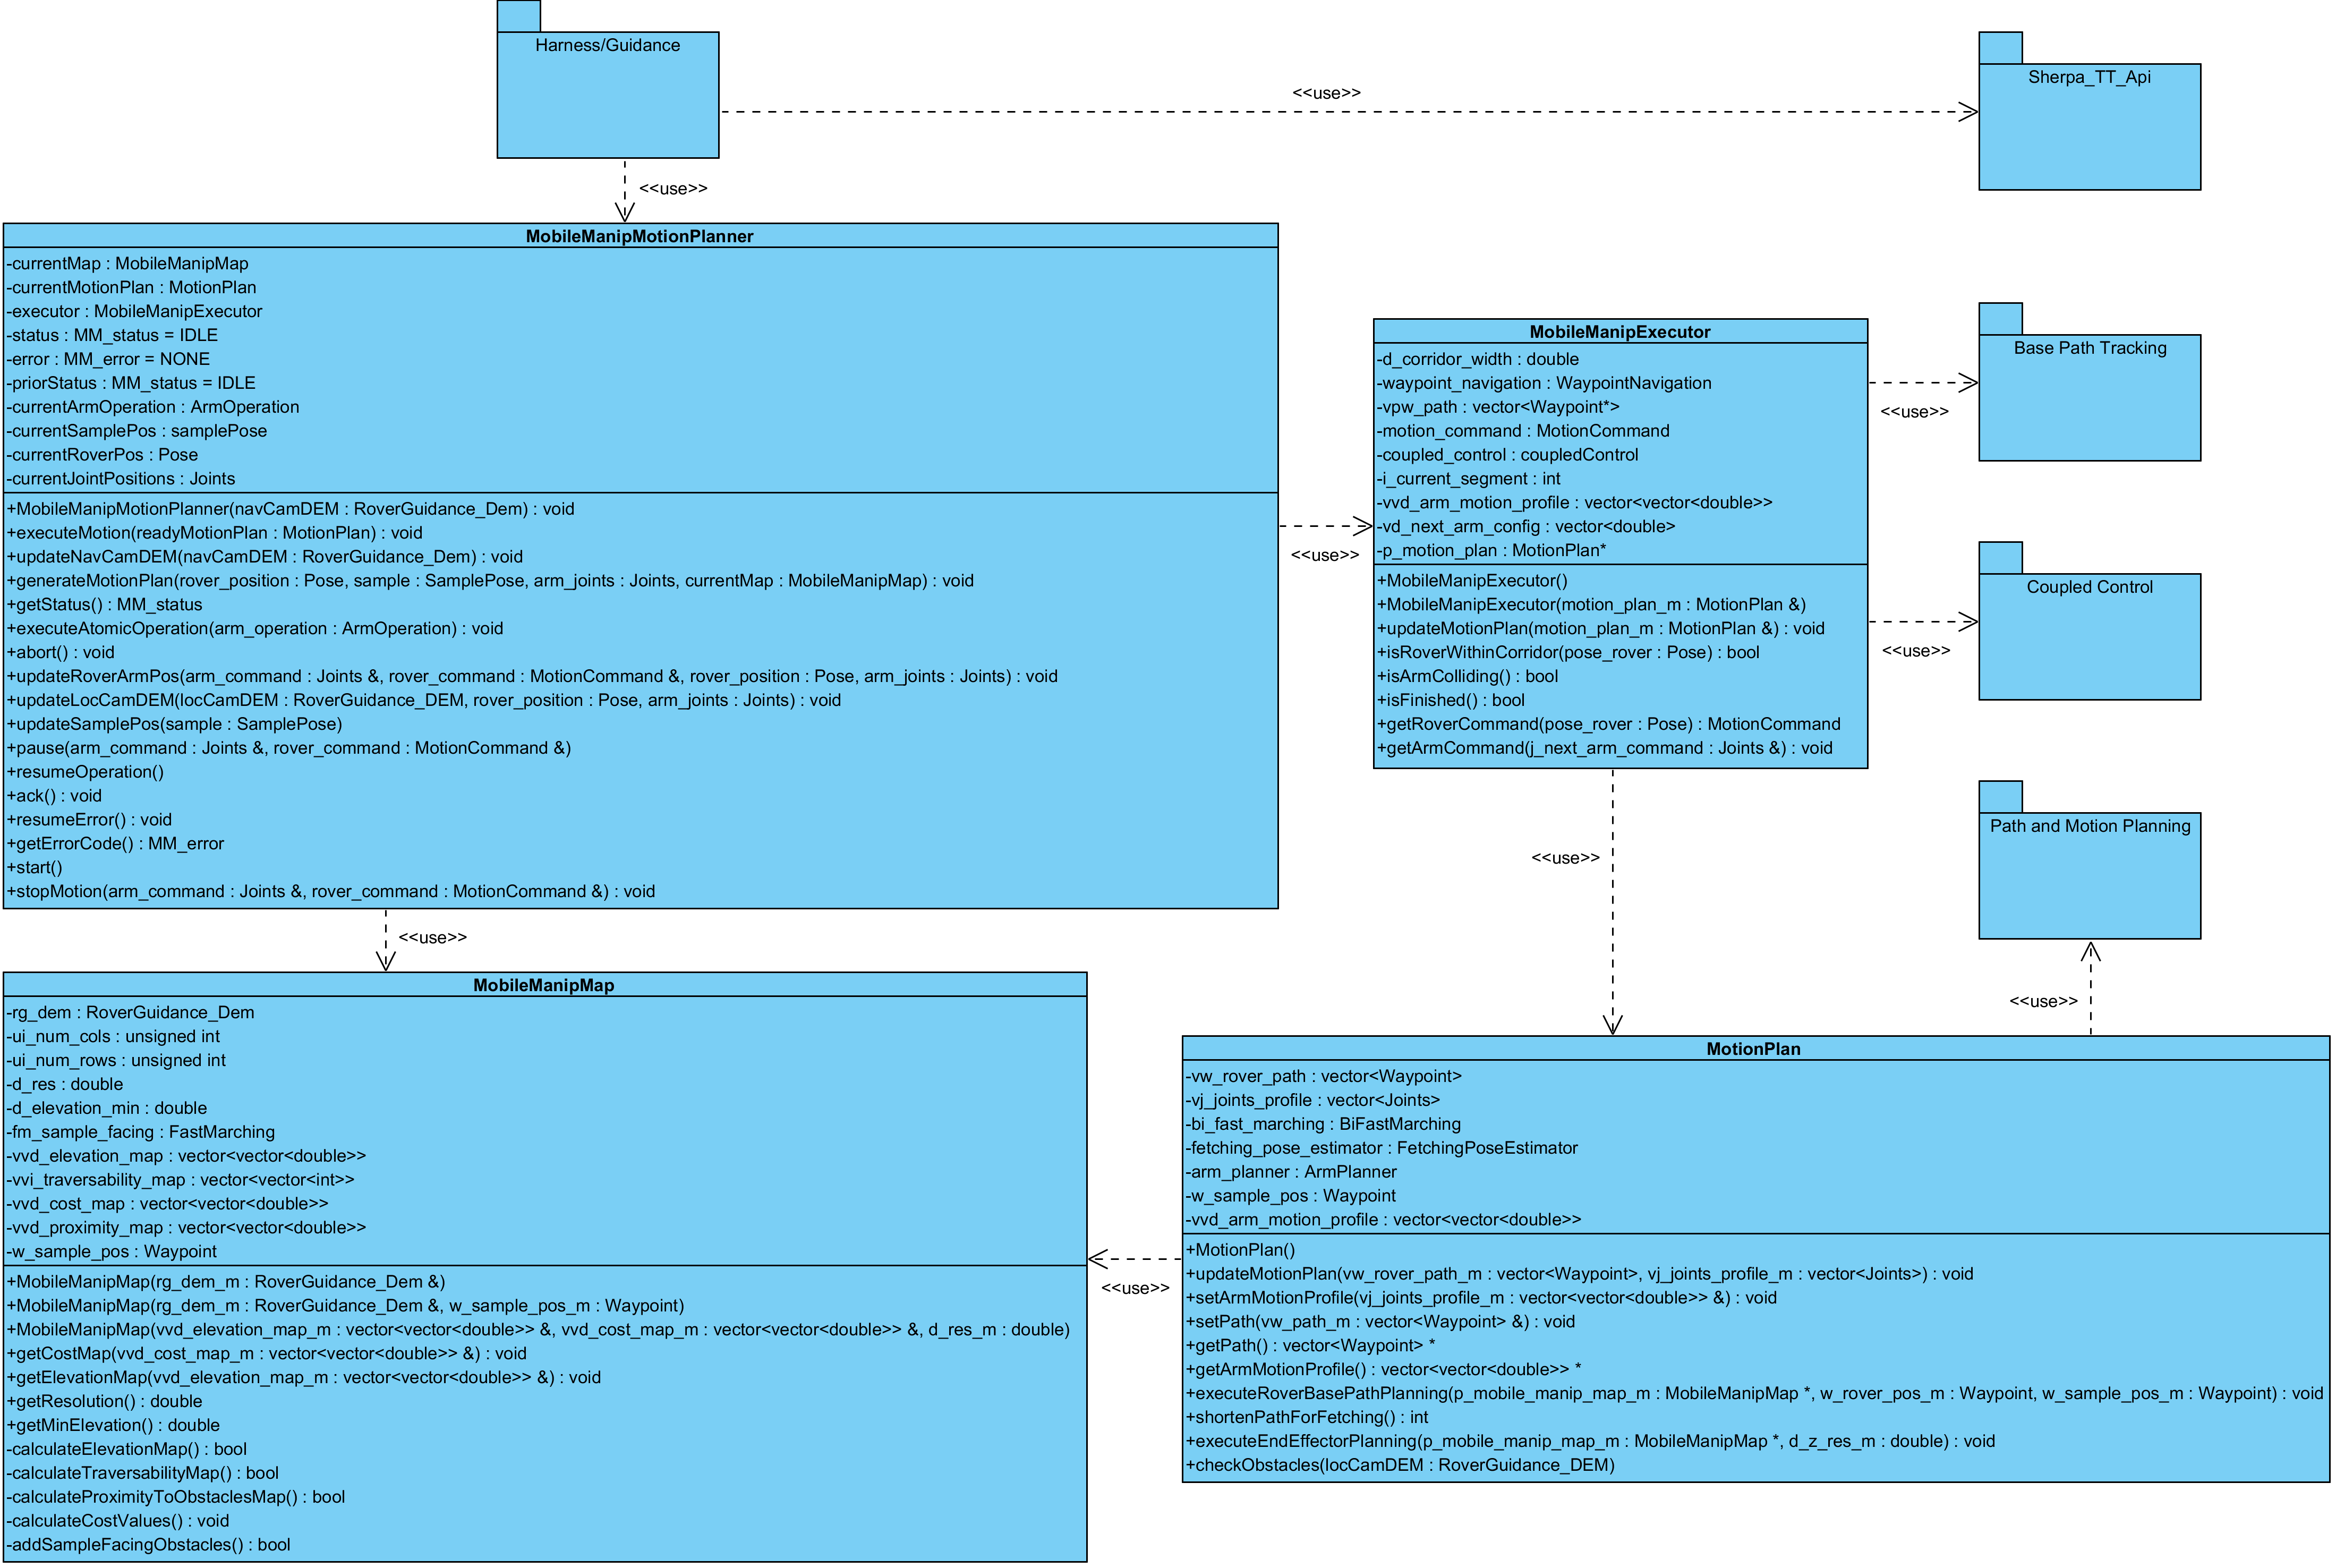 Harness/Guidance
Sherpa_TT_Api
<<use>>
<<use>>
MobileManipMotionPlanner
-currentMap : MobileManipMap
-currentMotionPlan : MotionPlan
-executor : MobileManipExecutor
-status : MM_status = IDLE
-error : MM_error = NONE
-priorStatus : MM_status = IDLE
-currentArmOperation : ArmOperation
-currentSamplePos : samplePose
-currentRoverPos : Pose
-currentJointPositions : Joints
+MobileManipMotionPlanner(navCamDEM : RoverGuidance_Dem) : void
+executeMotion(readyMotionPlan : MotionPlan) : void
+updateNavCamDEM(navCamDEM : RoverGuidance_Dem) : void
+generateMotionPlan(rover_position : Pose, sample : SamplePose, arm_joints : Joints, currentMap : MobileManipMap) : void
+getStatus() : MM_status
+executeAtomicOperation(arm_operation : ArmOperation) : void
+abort() : void
+updateRoverArmPos(arm_command : Joints &, rover_command : MotionCommand &, rover_position : Pose, arm_joints : Joints) : void
+updateLocCamDEM(locCamDEM : RoverGuidance_DEM, rover_position : Pose, arm_joints : Joints) : void
+updateSamplePos(sample : SamplePose)
+pause(arm_command : Joints &, rover_command : MotionCommand &)
+resumeOperation()
+ack() : void
+resumeError() : void
+getErrorCode() : MM_error
+start()
+stopMotion(arm_command : Joints &, rover_command : MotionCommand &) : void
<<use>>
MobileManipExecutor
-d_corridor_width : double
-waypoint_navigation : WaypointNavigation
-vpw_path : vector<Waypoint*>
-motion_command : MotionCommand
-coupled_control : coupledControl
-i_current_segment : int
-vvd_arm_motion_profile : vector<vector<double>>
-vd_next_arm_config : vector<double>
-p_motion_plan : MotionPlan*
+MobileManipExecutor()
+MobileManipExecutor(motion_plan_m : MotionPlan &)
+updateMotionPlan(motion_plan_m : MotionPlan &) : void
+isRoverWithinCorridor(pose_rover : Pose) : bool
+isArmColliding() : bool
+isFinished() : bool
+getRoverCommand(pose_rover : Pose) : MotionCommand
+getArmCommand(j_next_arm_command : Joints &) : void
Base Path Tracking
<<use>>
Coupled Control
<<use>>
Path and Motion Planning
<<use>>
<<use>>
<<use>>
MobileManipMap
-rg_dem : RoverGuidance_Dem
-ui_num_cols : unsigned int
-ui_num_rows : unsigned int
-d_res : double
-d_elevation_min : double
-fm_sample_facing : FastMarching
-vvd_elevation_map : vector<vector<double>>
-vvi_traversability_map : vector<vector<int>>
-vvd_cost_map : vector<vector<double>>
-vvd_proximity_map : vector<vector<double>>
-w_sample_pos : Waypoint
+MobileManipMap(rg_dem_m : RoverGuidance_Dem &)
+MobileManipMap(rg_dem_m : RoverGuidance_Dem &, w_sample_pos_m : Waypoint)
+MobileManipMap(vvd_elevation_map_m : vector<vector<double>> &, vvd_cost_map_m : vector<vector<double>> &, d_res_m : double)
+getCostMap(vvd_cost_map_m : vector<vector<double>> &) : void
+getElevationMap(vvd_elevation_map_m : vector<vector<double>> &) : void
+getResolution() : double
+getMinElevation() : double
-calculateElevationMap() : bool
-calculateTraversabilityMap() : bool
-calculateProximityToObstaclesMap() : bool
-calculateCostValues() : void
-addSampleFacingObstacles() : bool
<<use>>
MotionPlan
-vw_rover_path : vector<Waypoint>
-vj_joints_profile : vector<Joints>
-bi_fast_marching : BiFastMarching
-fetching_pose_estimator : FetchingPoseEstimator
-arm_planner : ArmPlanner
-w_sample_pos : Waypoint
-vvd_arm_motion_profile : vector<vector<double>>
+MotionPlan()
+updateMotionPlan(vw_rover_path_m : vector<Waypoint>, vj_joints_profile_m : vector<Joints>) : void
+setArmMotionProfile(vj_joints_profile_m : vector<vector<double>> &) : void
+setPath(vw_path_m : vector<Waypoint> &) : void
+getPath() : vector<Waypoint> *
+getArmMotionProfile() : vector<vector<double>> *
+executeRoverBasePathPlanning(p_mobile_manip_map_m : MobileManipMap *, w_rover_pos_m : Waypoint, w_sample_pos_m : Waypoint) : void
+shortenPathForFetching() : int
+executeEndEffectorPlanning(p_mobile_manip_map_m : MobileManipMap *, d_z_res_m : double) : void
+checkObstacles(locCamDEM : RoverGuidance_DEM)